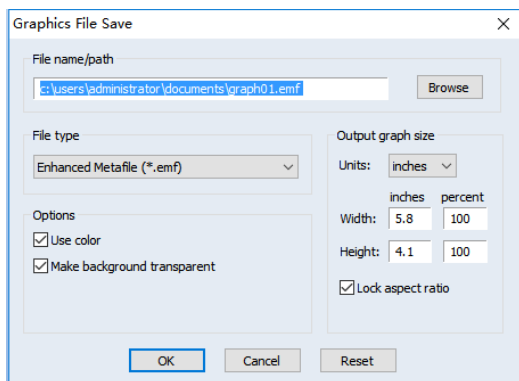 Graphics File Save
File name/path
c:\users\administrator\documents\graph01.emf
Browse
File type
Enhanced Metafile (*.emf)
Options
Use color
Make background transparent
Output graph size
Units: inches
inches percent
Width: 5.8 100
Height: 4.1 100
Lock aspect ratio
OK Cancel Reset